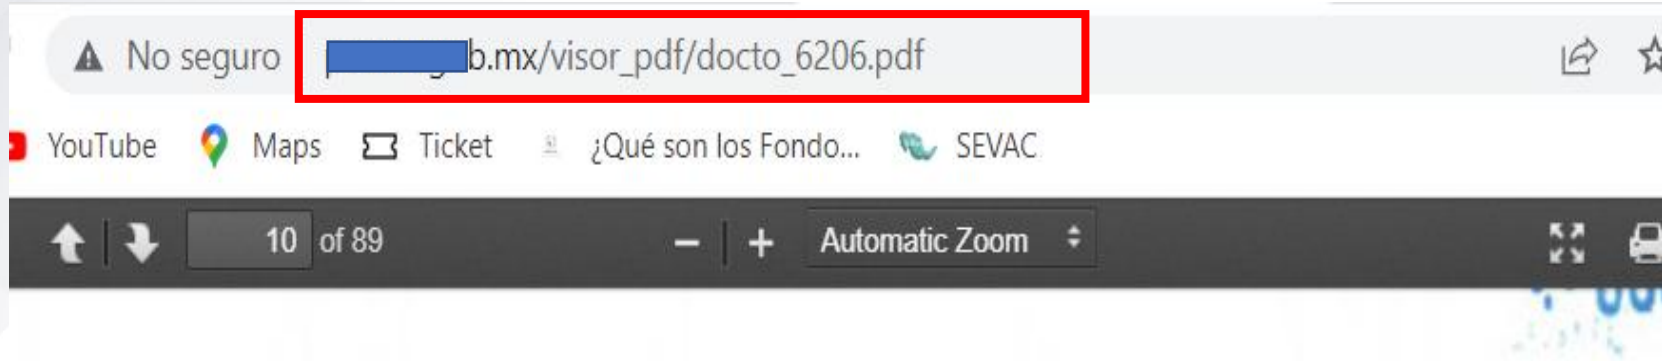 No seguro b.mx/visor_pdf/docto_6206.pdf
YouTube Maps Ticket ¿Qué son los Fondo... SEVAC
10 of 89 Automatic Zoom